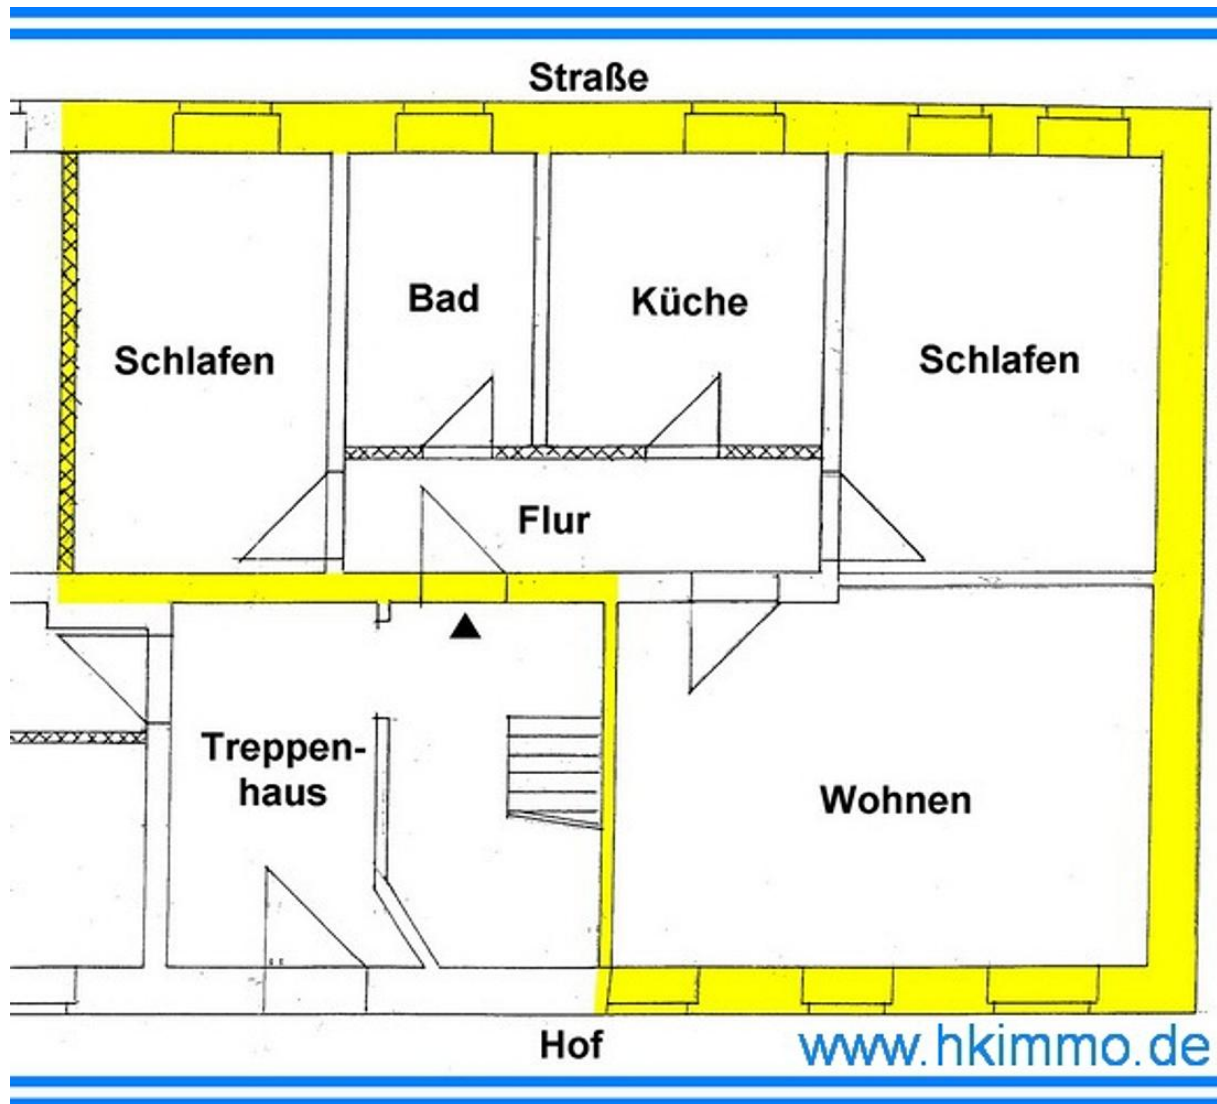 Straße
Bad
Küche
Schlafen
Schlafen
Flur
Treppen-
haus
Wohnen
Hof
www.hkimmo.de